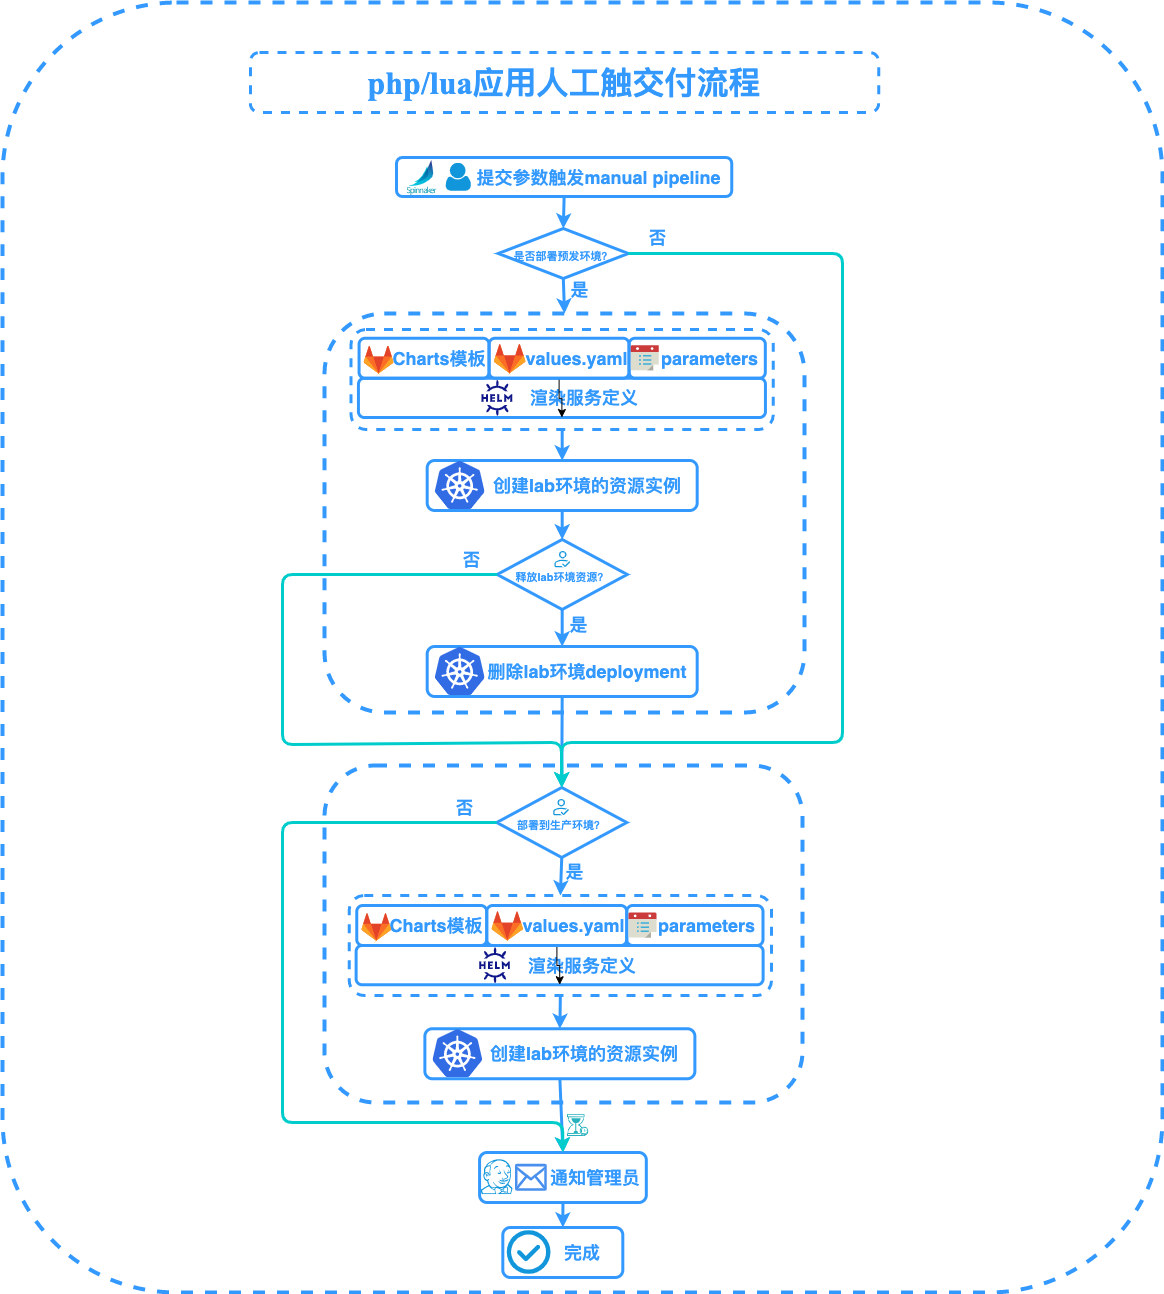 php/lua应用人工触交付流程
Spinnaker
提交参数触发manual pipeline
是否部署预发环境?
否
是
Charts模板
values.yaml
parameters
HELM
渲染服务定义
创建lab环境的资源实例
否
释放lab环境资源?
是
删除lab环境deployment
否
部署到生产环境?
是
Charts模板
values.yaml
parameters
HELM
渲染服务定义
创建lab环境的资源实例
通知管理员
完成